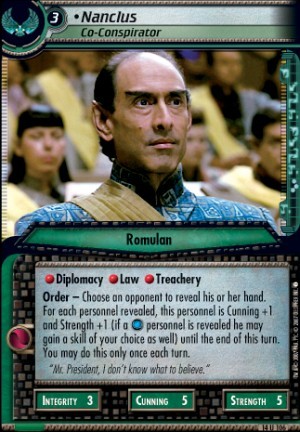 3
•Nanclus
Co-Conspirator
Romulan
Diplomacy Law Treachery
Order – Choose an opponent to reveal his or her hand.
For each personnel revealed, this personnel is Cunning +1
and Strength +1 (if a personnel is revealed he may
gain a skill of your choice as well) until the end of this turn.
You may do this only once each turn.
"Mr. President, I don't know what to believe."
Integrity 3 Cunning 5 Strength 5